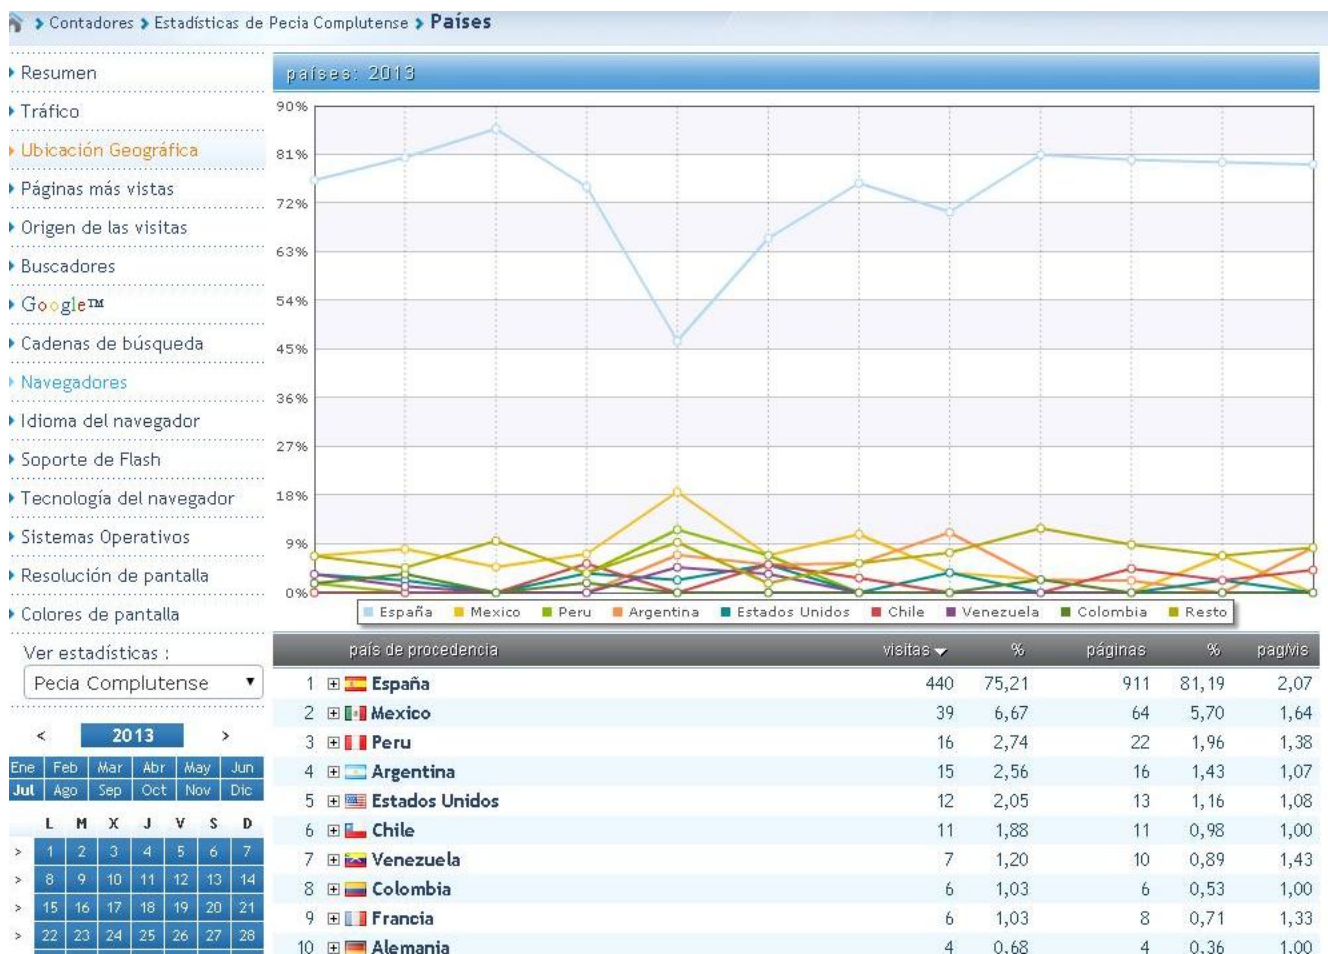 Contadores Estadísticas de Pecia Complutense Países
Resumen
Tráfico
Ubicación Geográfica
Páginas más vistas
Origen de las visitas
Buscadores
Google™
Cadenas de búsqueda
Navegadores
Idioma del navegador
Soporte de Flash
Tecnología del navegador
Sistemas Operativos
Resolución de pantalla
Colores de pantalla
Ver estadísticas :
Pecia Complutense
< 2013 >
Ene Feb Mar Abr May Jun
Jul Ago Sep Oct Nov Dic
L M X J V S D
> 1 2 3 4 5 6 7
> 8 9 10 11 12 13 14
> 15 16 17 18 19 20 21
> 22 23 24 25 26 27 28
países: 2013
90%
81%
72%
63%
54%
45%
36%
27%
18%
9%
0%
España Mexico Peru Argentina Estados Unidos Chile Venezuela Colombia Resto
país de procedencia visitas % páginas % pag/vis
1 España 440 75,21 911 81,19 2,07
2 Mexico 39 6,67 64 5,70 1,64
3 Peru 16 2,74 22 1,96 1,38
4 Argentina 15 2,56 16 1,43 1,07
5 Estados Unidos 12 2,05 13 1,16 1,08
6 Chile 11 1,88 11 0,98 1,00
7 Venezuela 7 1,20 10 0,89 1,43
8 Colombia 6 1,03 6 0,53 1,00
9 Francia 6 1,03 8 0,71 1,33
10 Alemania 4 0,68 4 0,36 1,00